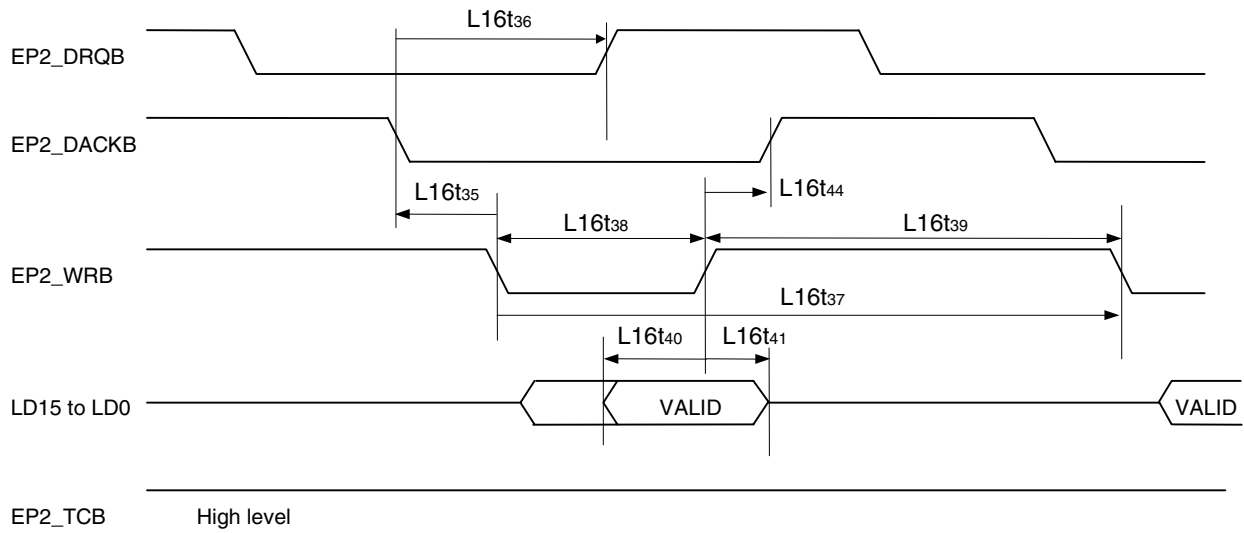 L16t36
EP2_DRQB
EP2_DACKB
L16t35
L16t44
L16t38
L16t39
EP2_WRB
L16t37
L16t40
L16t41
LD15 to LD0
VALID
VALID
EP2_TCB
High level